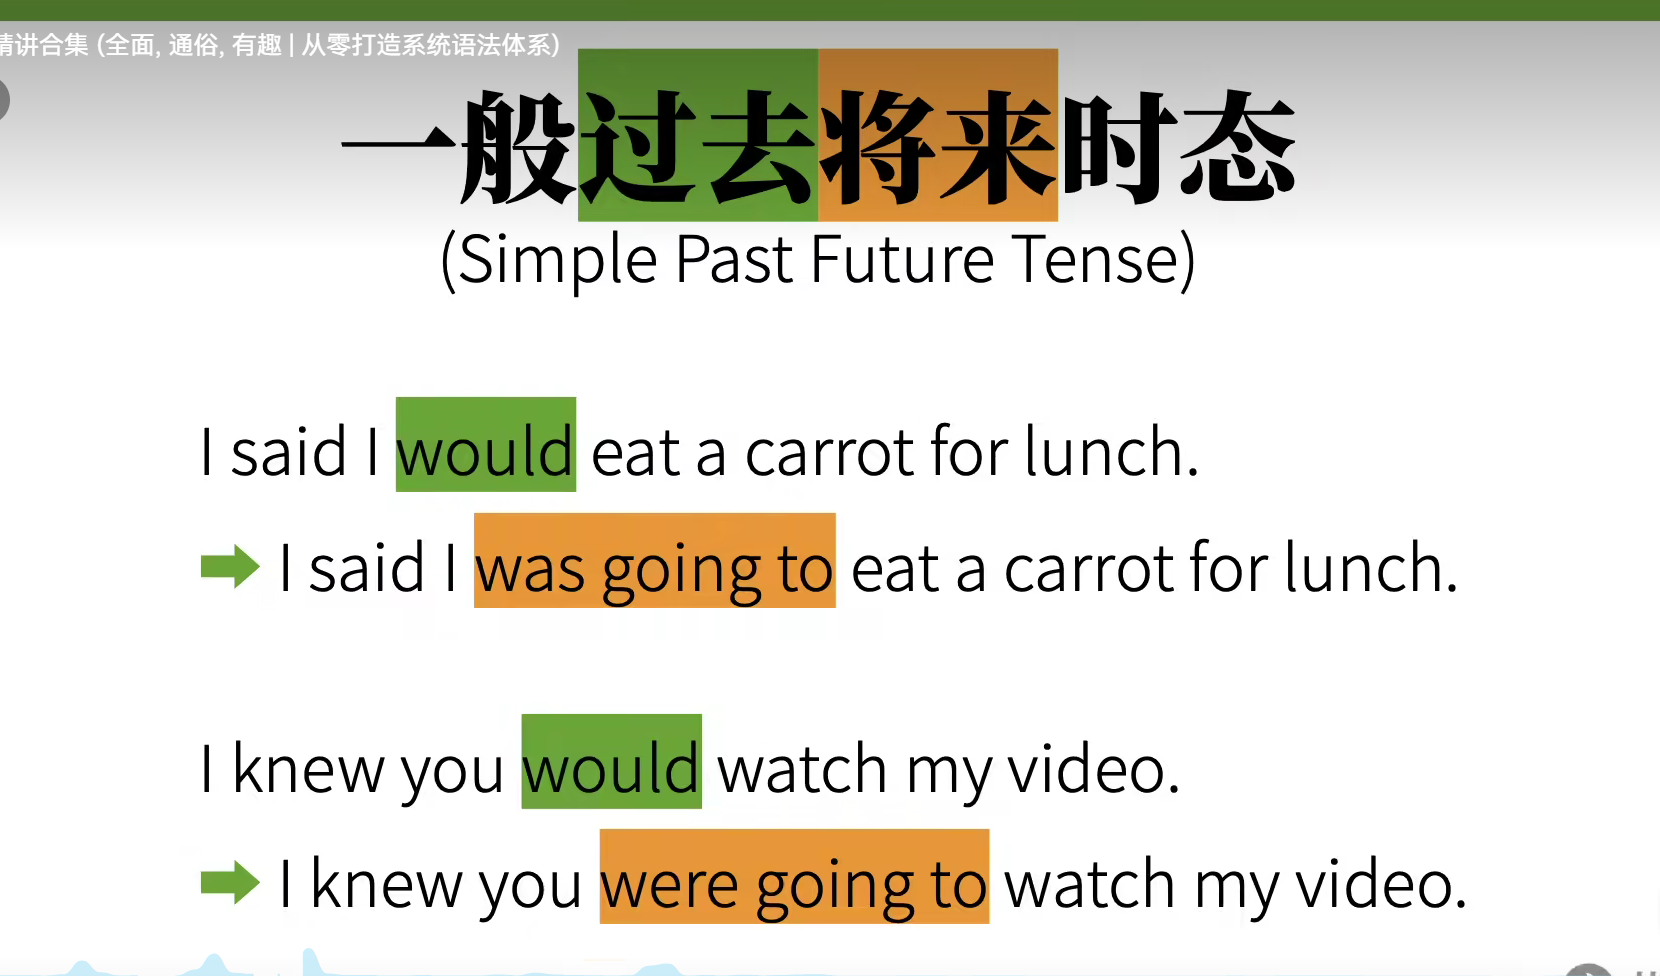 精讲合集 (全面, 通俗, 有趣 | 从零打造系统语法体系)
一般过去将来时态
(Simple Past Future Tense)
I said I would eat a carrot for lunch.
I said I was going to eat a carrot for lunch.
I knew you would watch my video.
I knew you were going to watch my video.